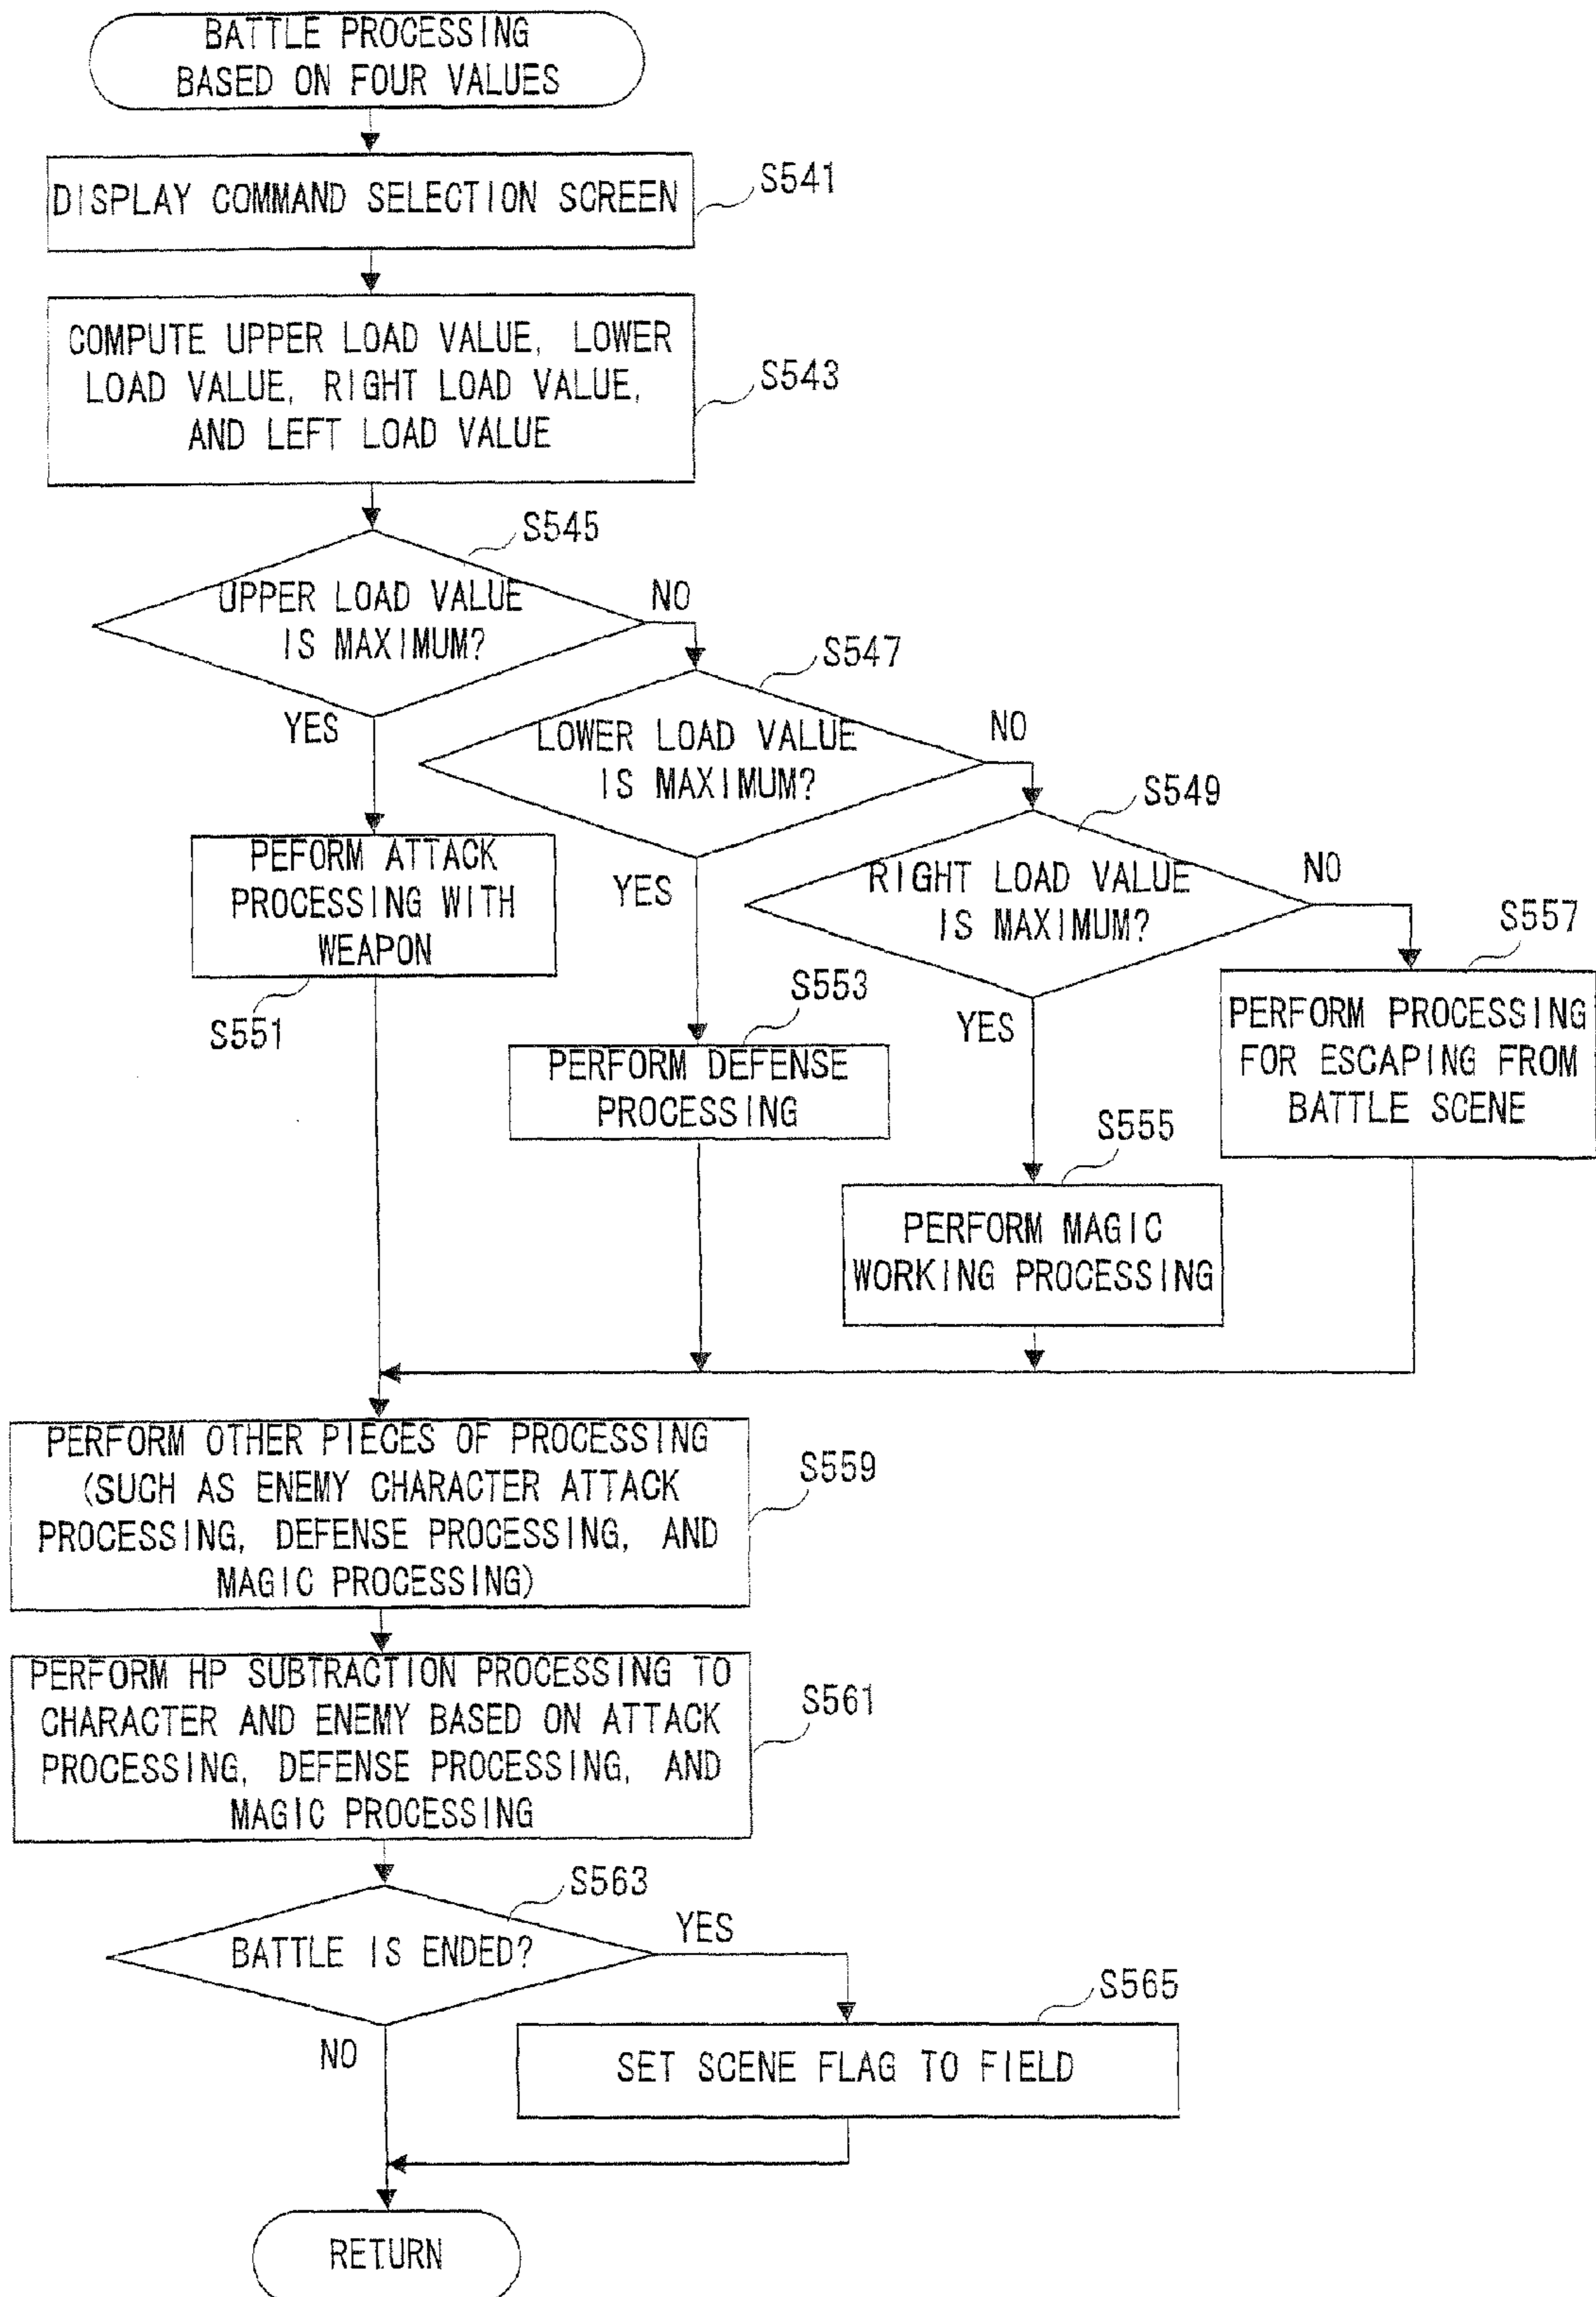 BATTLE PROCESSING
BASED ON FOUR VALUES
DISPLAY COMMAND SELECTION SCREEN
S541
COMPUTE UPPER LOAD VALUE, LOWER
LOAD VALUE, RIGHT LOAD VALUE,
AND LEFT LOAD VALUE
S543
S545
UPPER LOAD VALUE
IS MAXIMUM?
NO
YES
S547
LOWER LOAD VALUE
IS MAXIMUM?
NO
YES
S549
RIGHT LOAD VALUE
IS MAXIMUM?
NO
YES
PEFORM ATTACK
PROCESSING WITH
WEAPON
S551
S553
PERFORM DEFENSE
PROCESSING
S555
PERFORM MAGIC
WORKING PROCESSING
S557
PERFORM PROCESSING
FOR ESCAPING FROM
BATTLE SCENE
PERFORM OTHER PIECES OF PROCESSING
(SUCH AS ENEMY CHARACTER ATTACK
PROCESSING, DEFENSE PROCESSING, AND
MAGIC PROCESSING)
S559
PERFORM HP SUBTRACTION PROCESSING TO
CHARACTER AND ENEMY BASED ON ATTACK
PROCESSING, DEFENSE PROCESSING, AND
MAGIC PROCESSING
S561
S563
BATTLE IS ENDED?
YES
NO
S565
SET SCENE FLAG TO FIELD
RETURN